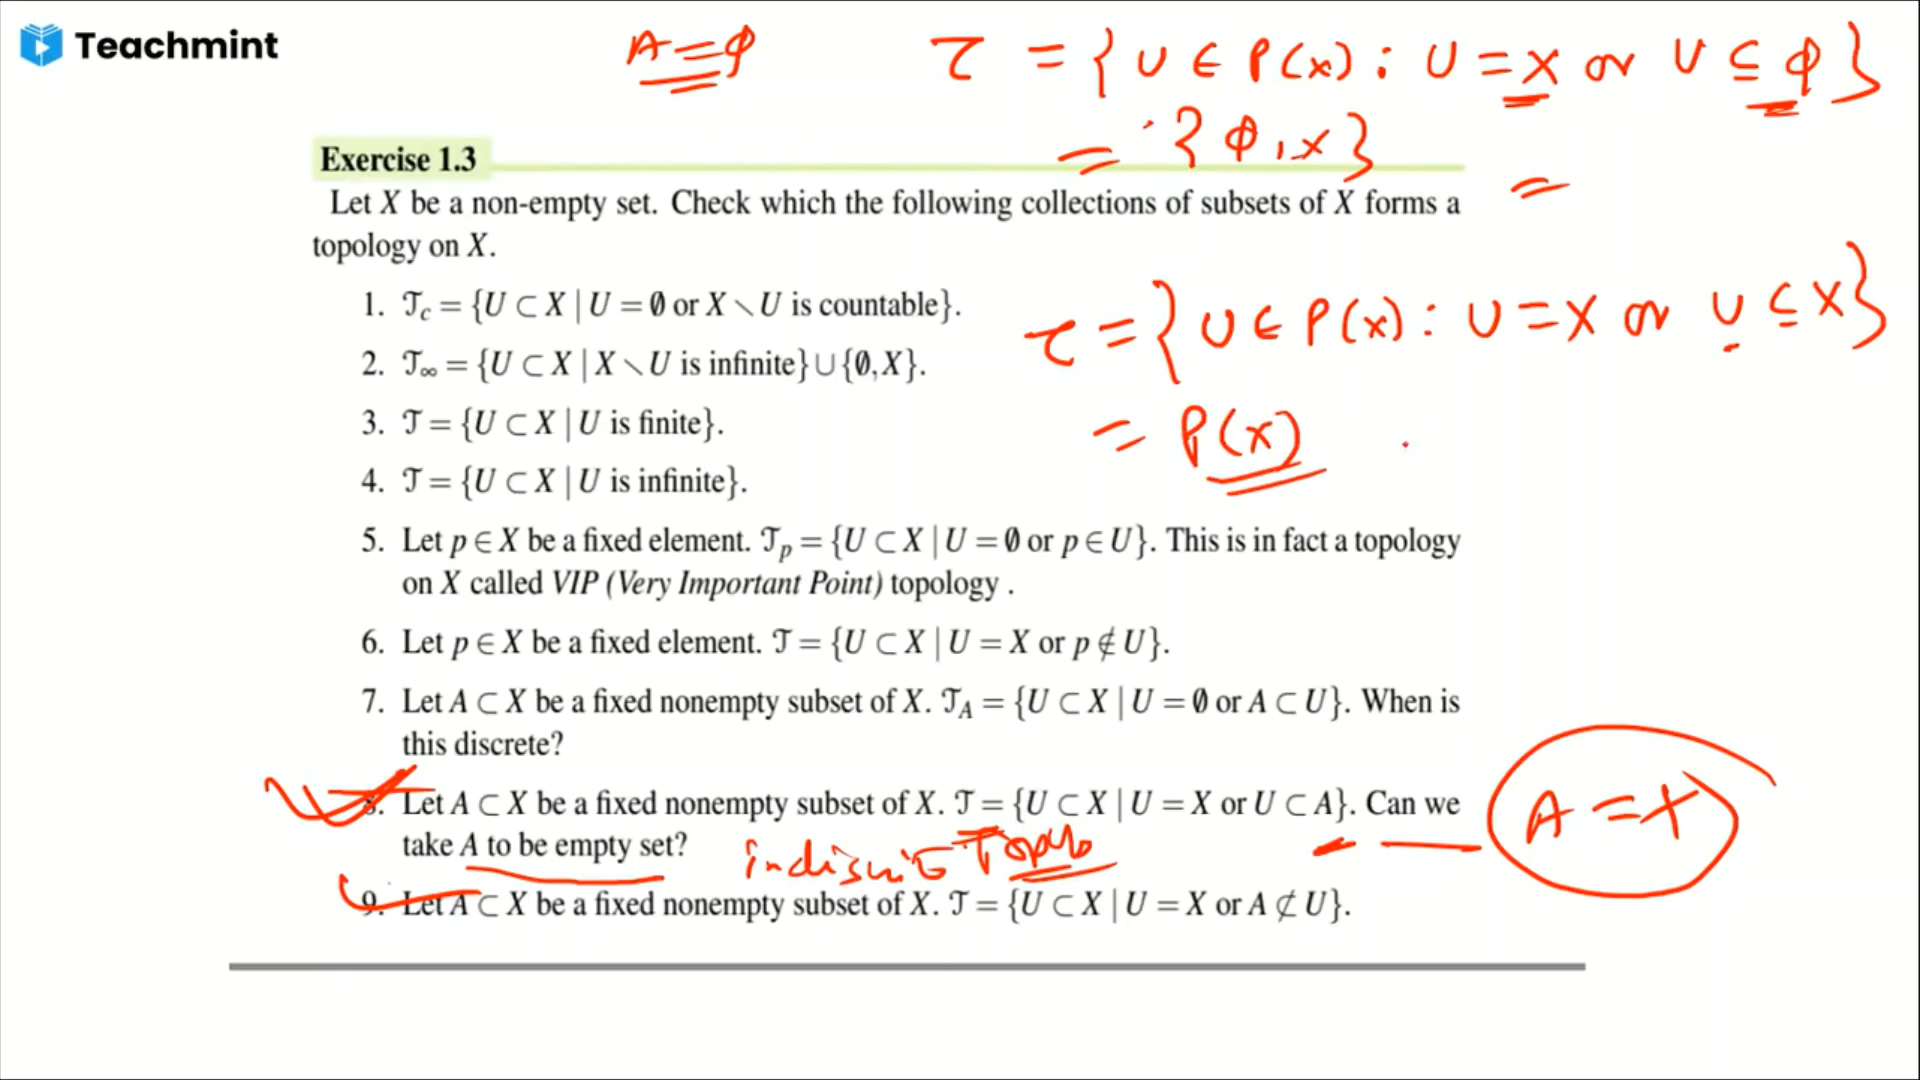 Teachmint
A = φ
τ = {U ∈ P(x) : U = X or U ⊆ φ}
= {φ, x}
=
Exercise 1.3
Let X be a non-empty set. Check which the following collections of subsets of X forms a
topology on X.
1. 𝒯c = {U ⊂ X | U = ∅ or X ∖ U is countable}.
τ = {U ∈ P(x) : U = X or U ⊆ X}
2. 𝒯∞ = {U ⊂ X | X ∖ U is infinite} ∪ {∅, X}.
3. 𝒯 = {U ⊂ X | U is finite}.
= P(x)
4. 𝒯 = {U ⊂ X | U is infinite}.
5. Let p ∈ X be a fixed element. 𝒯p = {U ⊂ X | U = ∅ or p ∈ U}. This is in fact a topology
on X called VIP (Very Important Point) topology .
6. Let p ∈ X be a fixed element. 𝒯 = {U ⊂ X | U = X or p ∉ U}.
7. Let A ⊂ X be a fixed nonempty subset of X. 𝒯A = {U ⊂ X | U = ∅ or A ⊂ U}. When is
this discrete?
8. Let A ⊂ X be a fixed nonempty subset of X. 𝒯 = {U ⊂ X | U = X or U ⊂ A}. Can we
A = X
take A to be empty set?
9. Let A ⊂ X be a fixed nonempty subset of X. 𝒯 = {U ⊂ X | U = X or A ⊄ U}.